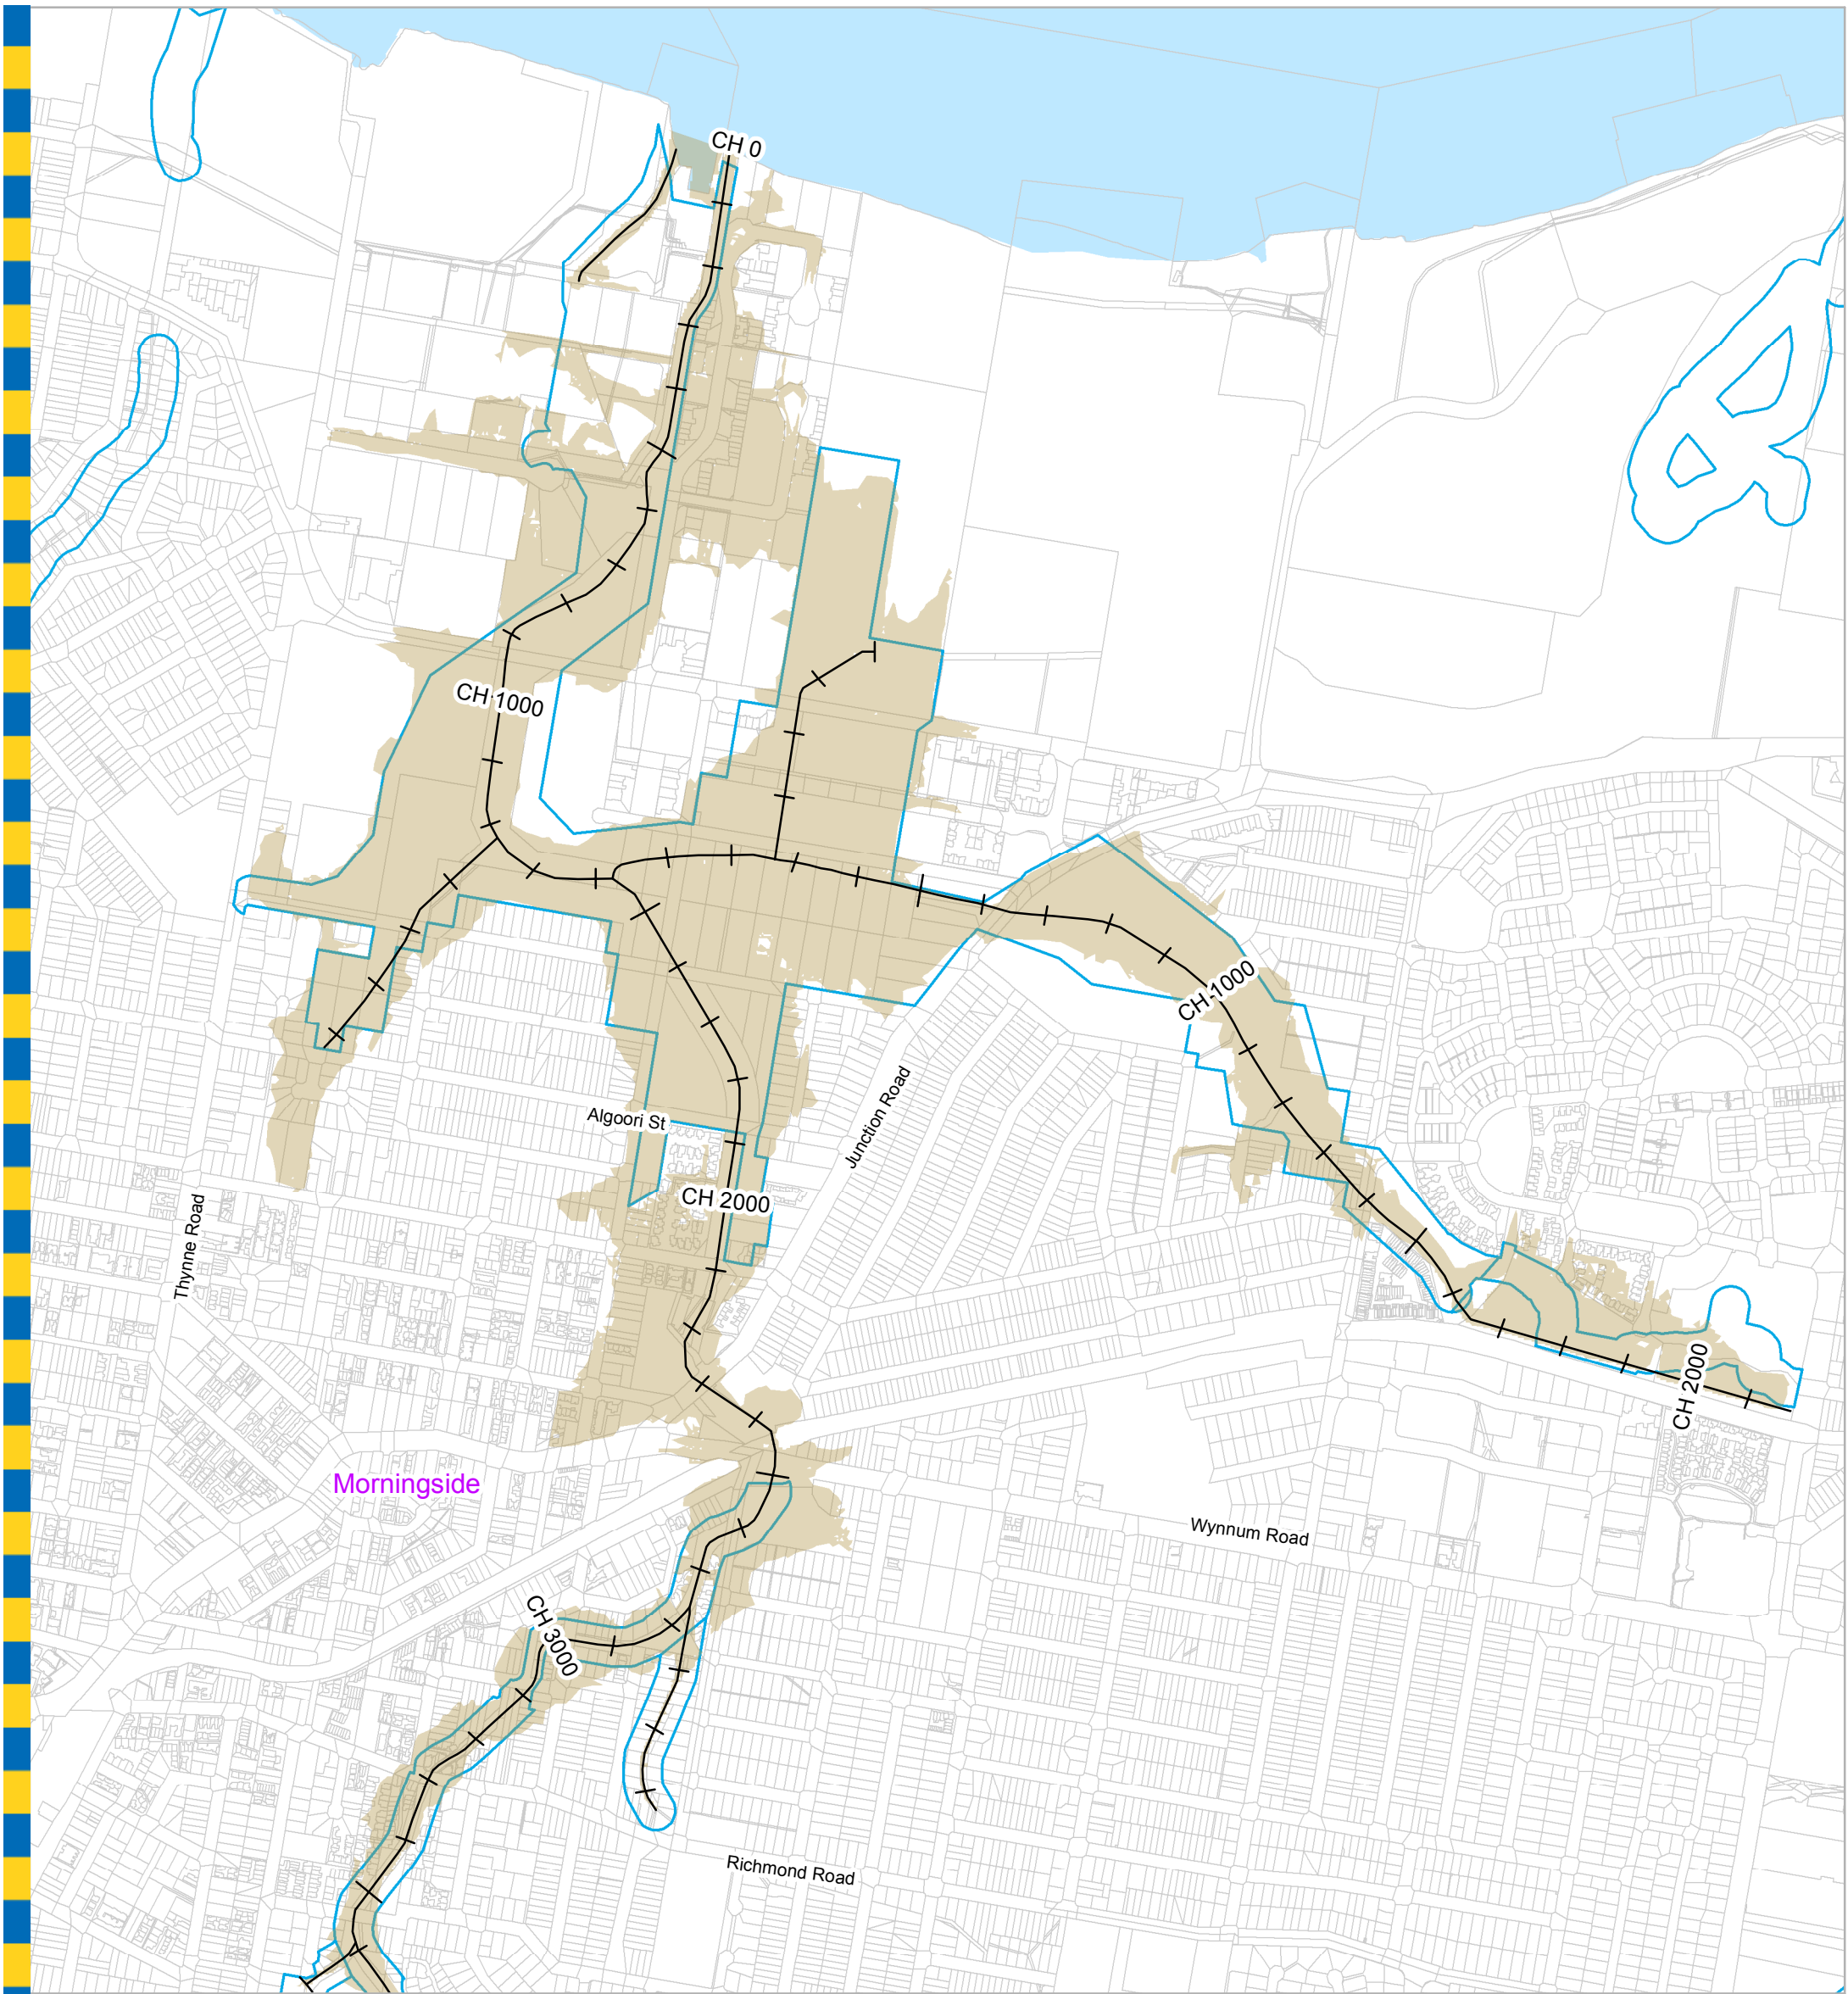 CH 0
CH 1000
CH 1000
Algoori St
Junction Road
CH 2000
Thynne Road
CH 2000
Morningside
Wynnum Road
CH 3000
Richmond Road